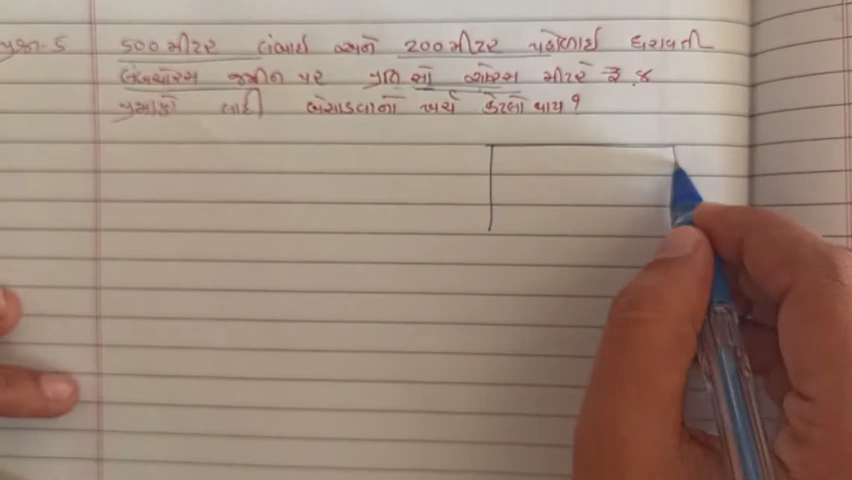 પ્રશ્ન-5 500 મીટર લંબાઈ અને 200 મીટર પહોળાઈ ધરાવતી
લંબચોરસ જમીન પર પ્રતિ સો ચોરસ મીટરે રૂ.૪
પ્રમાણે લાદી બેસાડવાનો ખર્ચ કેટલો થાય ?